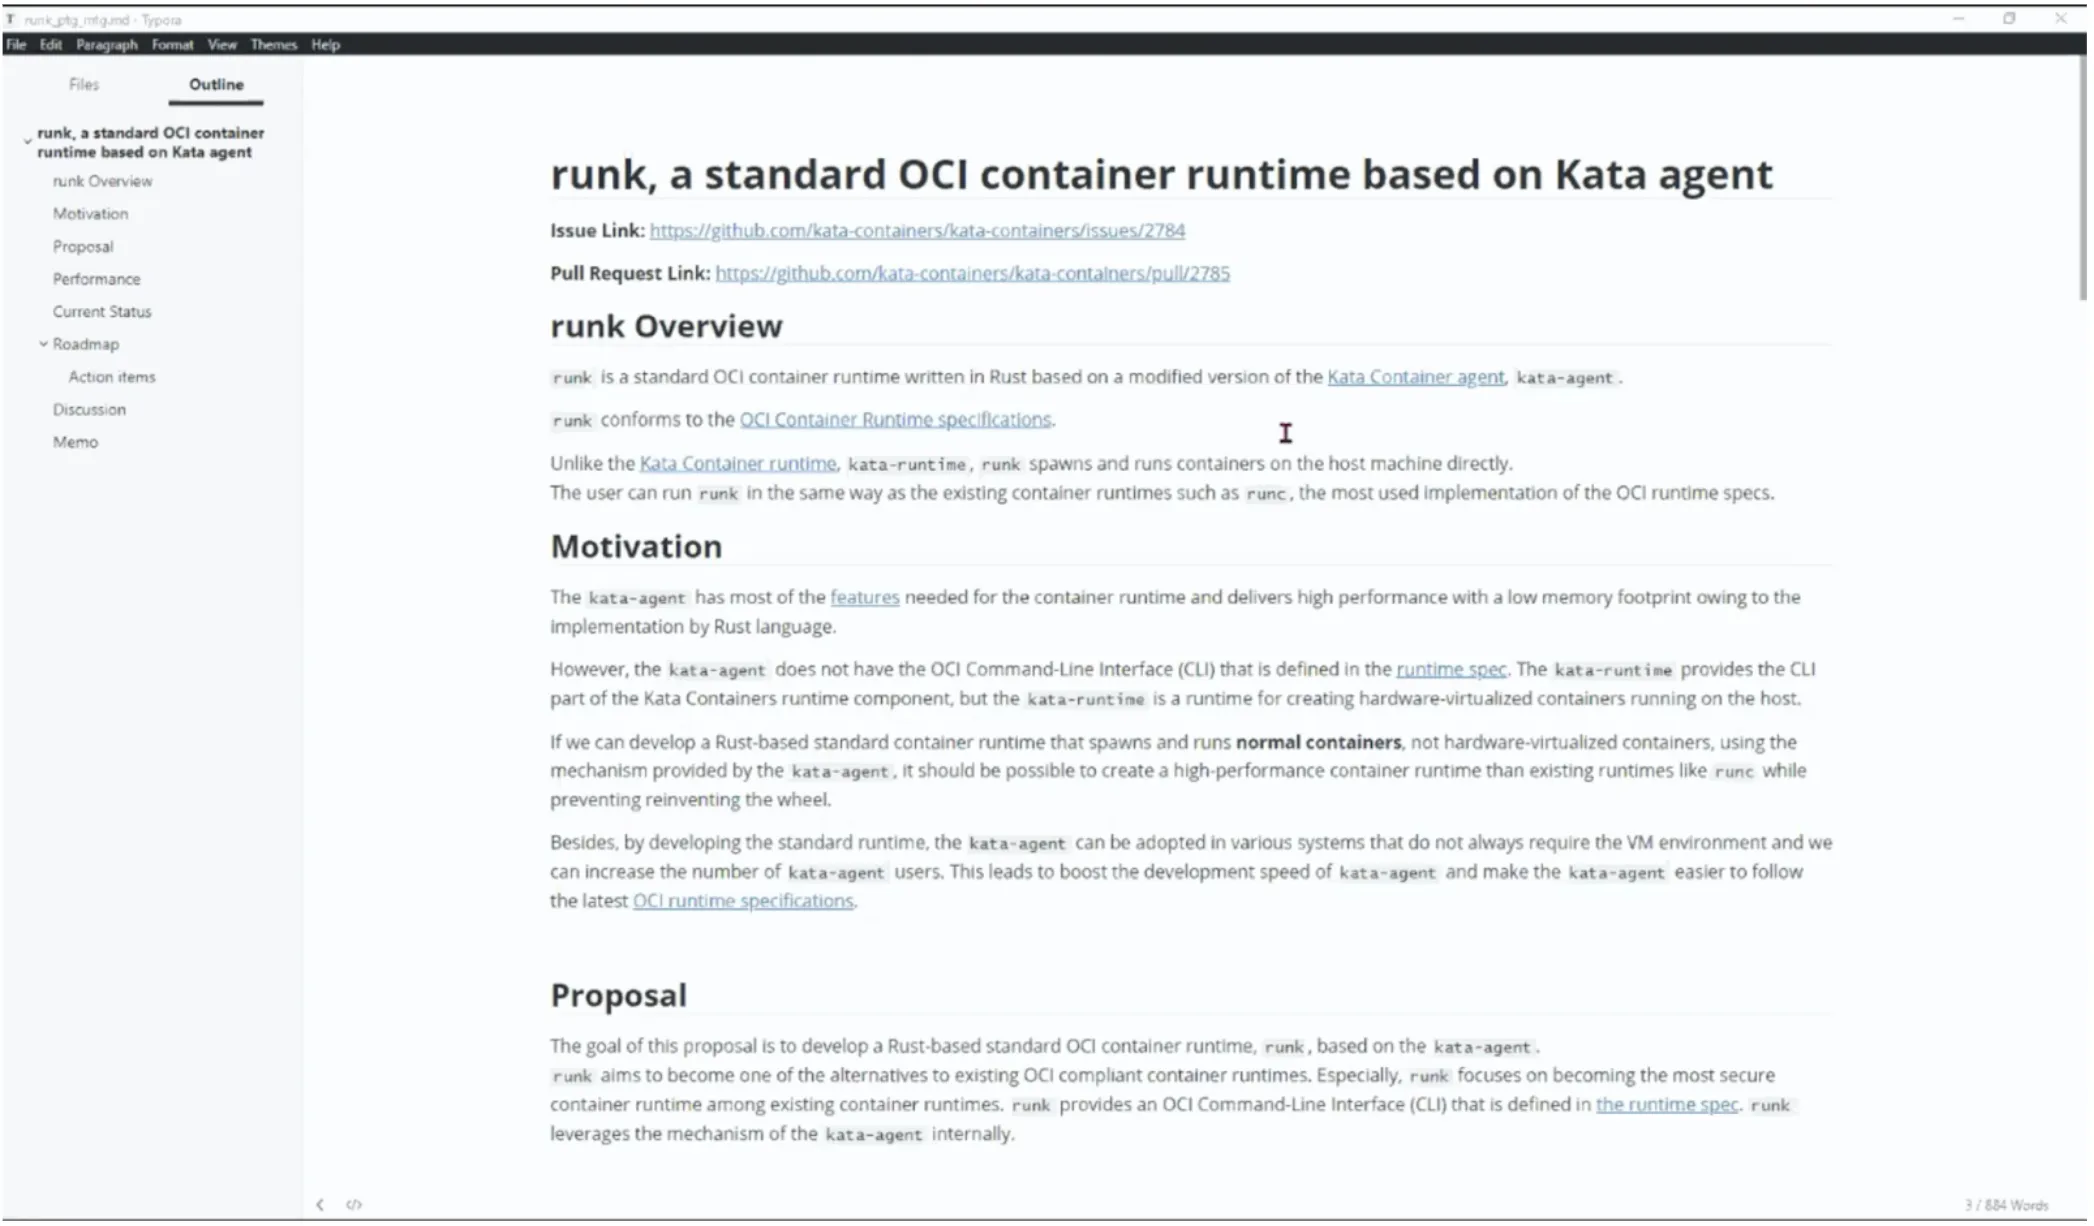 runk_ptg_mtg.md - Typora
File Edit Paragraph Format View Themes Help
Files Outline
runk, a standard OCI container
runtime based on Kata agent
runk Overview
Motivation
Proposal
Performance
Current Status
Roadmap
Action items
Discussion
Memo
runk, a standard OCI container runtime based on Kata agent
Issue Link: https://github.com/kata-containers/kata-containers/issues/2784
Pull Request Link: https://github.com/kata-containers/kata-containers/pull/2785
runk Overview
runk is a standard OCI container runtime written in Rust based on a modified version of the Kata Container agent, kata-agent.
runk conforms to the OCI Container Runtime specifications.
Unlike the Kata Container runtime, kata-runtime, runk spawns and runs containers on the host machine directly.
The user can run runk in the same way as the existing container runtimes such as runc, the most used implementation of the OCI runtime specs.
Motivation
The kata-agent has most of the features needed for the container runtime and delivers high performance with a low memory footprint owing to the
implementation by Rust language.
However, the kata-agent does not have the OCI Command-Line Interface (CLI) that is defined in the runtime spec. The kata-runtime provides the CLI
part of the Kata Containers runtime component, but the kata-runtime is a runtime for creating hardware-virtualized containers running on the host.
If we can develop a Rust-based standard container runtime that spawns and runs normal containers, not hardware-virtualized containers, using the
mechanism provided by the kata-agent, it should be possible to create a high-performance container runtime than existing runtimes like runc while
preventing reinventing the wheel.
Besides, by developing the standard runtime, the kata-agent can be adopted in various systems that do not always require the VM environment and we
can increase the number of kata-agent users. This leads to boost the development speed of kata-agent and make the kata-agent easier to follow
the latest OCI runtime specifications.
Proposal
The goal of this proposal is to develop a Rust-based standard OCI container runtime, runk, based on the kata-agent.
runk aims to become one of the alternatives to existing OCI compliant container runtimes. Especially, runk focuses on becoming the most secure
container runtime among existing container runtimes. runk provides an OCI Command-Line Interface (CLI) that is defined in the runtime spec. runk
leverages the mechanism of the kata-agent internally.
3 / 884 Words